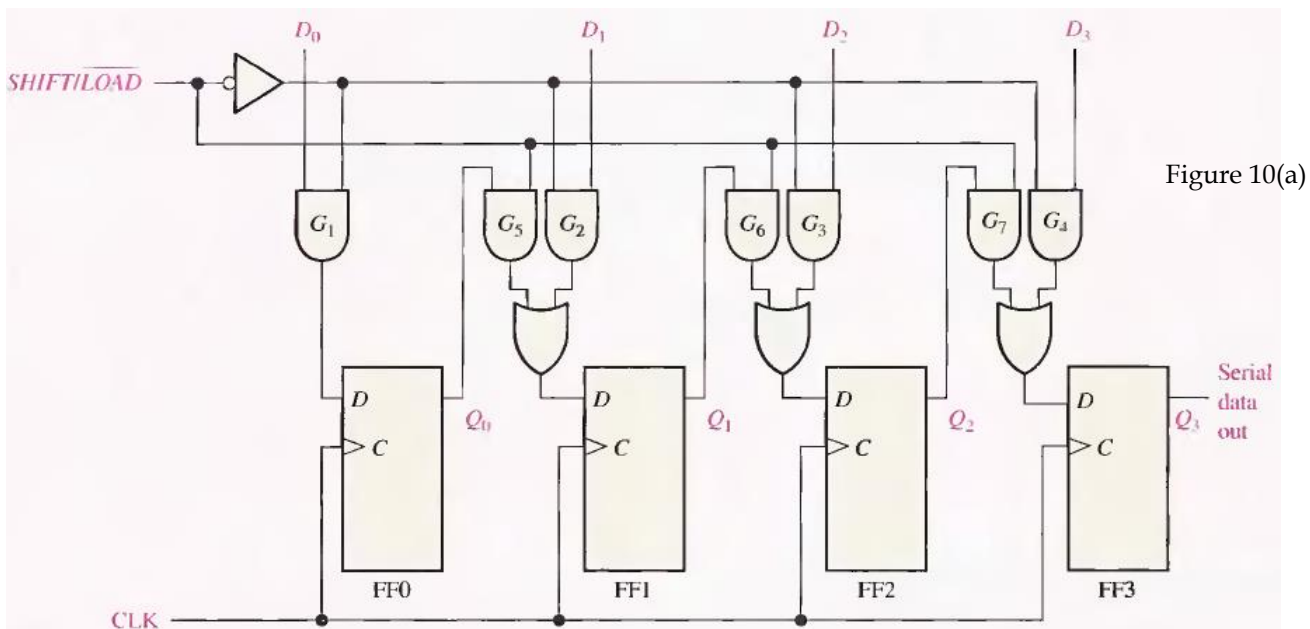 D₀ D₁ D₂ D₃
SHIFT/L̅O̅A̅D̅
Figure 10(a)
G₁ G₅ G₂ G₆ G₃ G₇ G₄
Serial
data
out
D D D D
Q₀ Q₁ Q₂ Q₃
C C C C
FF0 FF1 FF2 FF3
CLK